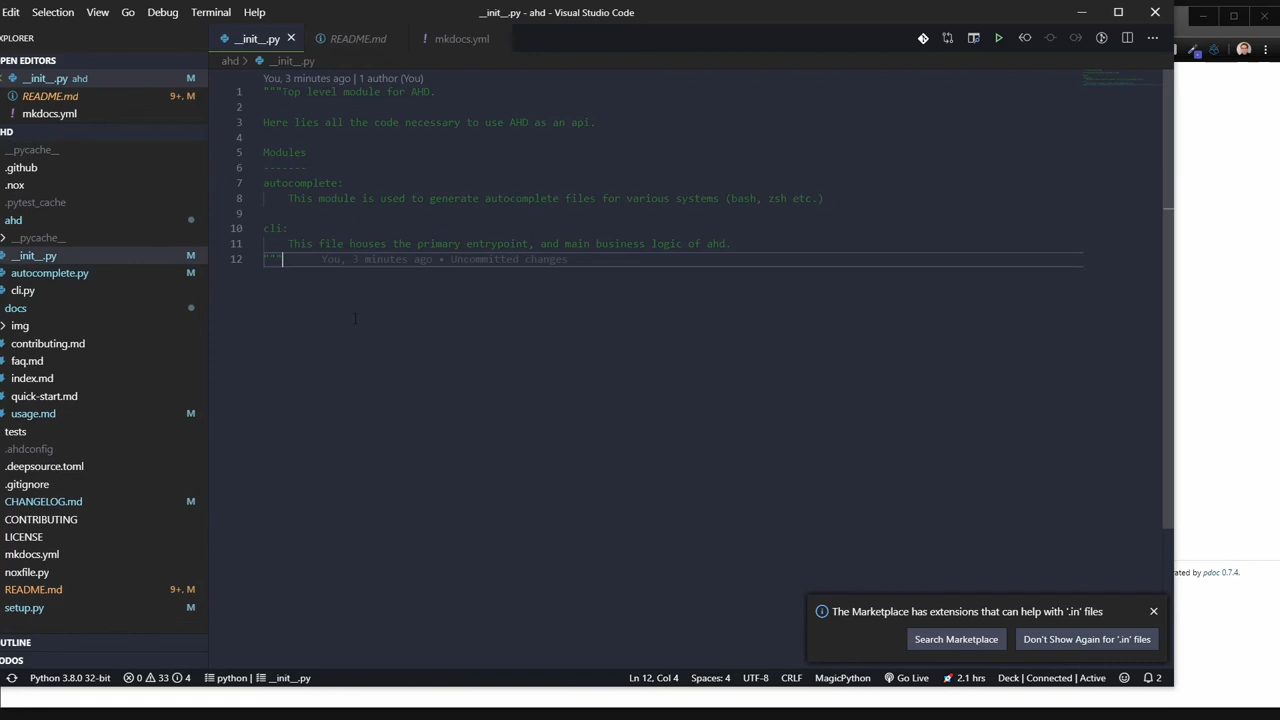 Edit Selection View Go Debug Terminal Help
__init__.py - ahd - Visual Studio Code
EXPLORER
OPEN EDITORS
__init__.py ahd M
README.md 9+, M
mkdocs.yml
HD
__pycache__
.github
.nox
.pytest_cache
ahd
__pycache__
__init__.py
autocomplete.py M
cli.py
docs
img
contributing.md
faq.md
index.md
quick-start.md
usage.md M
tests
.ahdconfig
.deepsource.toml
.gitignore
CHANGELOG.md M
CONTRIBUTING
LICENSE
mkdocs.yml
noxfile.py
README.md 9+, M
setup.py M
OUTLINE
ODOS
__init__.py
README.md
mkdocs.yml
ahd > __init__.py
You, 3 minutes ago | 1 author (You)
1 """Top level module for AHD.
2
3 Here lies all the code necessary to use AHD as an api.
4
5 Modules
6 -------
7 autocomplete:
8 This module is used to generate autocomplete files for various systems (bash, zsh etc.)
9
10 cli:
11 This file houses the primary entrypoint, and main business logic of ahd.
12 """ You, 3 minutes ago • Uncommitted changes
rated by pdoc 0.7.4.
The Marketplace has extensions that can help with '.in' files
Search Marketplace
Don't Show Again for '.in' files
Python 3.8.0 32-bit 0 33 4 python | __init__.py Ln 12, Col 4 Spaces: 4 UTF-8 CRLF MagicPython Go Live 2.1 hrs Deck | Connected | Active 2